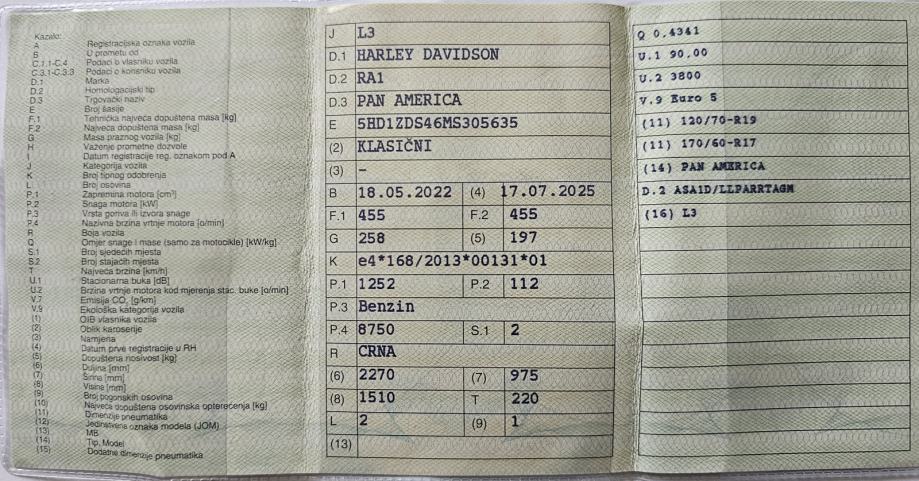 Kazalo:
A Registracijska oznaka vozila
B U prometu od
C.1.1-C.4 Podaci o vlasniku vozila
C.3.1-C.3.3 Podaci o korisniku vozila
D.1 Marka
D.2 Homologacijski tip
D.3 Trgovački naziv
E Broj šasije
F.1 Tehnička najveća dopuštena masa [kg]
F.2 Najveća dopuštena masa [kg]
G Masa praznog vozila [kg]
H Važenje prometne dozvole
I Datum registracije reg. oznakom pod A
J Kategorija vozila
K Broj tipnog odobrenja
L Broj osovina
P.1 Zapremina motora [cm³]
P.2 Snaga motora [kW]
P.3 Vrsta goriva ili izvora snage
P.4 Nazivna brzina vrtnje motora [o/min]
R Boja vozila
Q Omjer snage i mase (samo za motocikle) [kW/kg]
S.1 Broj sjedećih mjesta
S.2 Broj stajaćih mjesta
T Najveća brzina [km/h]
U.1 Stacionarna buka [dB]
U.2 Brzina vrtnje motora kod mjerenja stac. buke [o/min]
V.7 Emisija CO₂ [g/km]
V.9 Ekološka kategorija vozila
(1) OIB vlasnika vozila
(2) Oblik karoserije
(3) Namjena
(4) Datum prve registracije u RH
(5) Dopuštena nosivost [kg]
(6) Duljina [mm]
(7) Širina [mm]
(8) Visina [mm]
(9) Broj pogonskih osovina
(10) Najveća dopuštena osovinska opterećenja [kg]
(11) Dimenzije pneumatika
(12) Jedinstvena oznaka modela (JOM)
(13) MB
(14) Tip, Model
(15) Dodatne dimenzije pneumatika
J L3
D.1 HARLEY DAVIDSON
D.2 RA1
D.3 PAN AMERICA
E 5HD1ZDS46MS305635
(2) KLASIČNI
(3) –
B 18.05.2022 (4) 17.07.2025
F.1 455 F.2 455
G 258 (5) 197
K e4*168/2013*00131*01
P.1 1252 P.2 112
P.3 Benzin
P.4 8750 S.1 2
R CRNA
(6) 2270 (7) 975
(8) 1510 T 220
L 2 (9) 1
(13)
Q 0.4341
U.1 90,00
U.2 3800
V.9 Euro 5
(11) 120/70-R19
(11) 170/60-R17
(14) PAN AMERICA
D.2 ASA1D/LLPARRTAGM
(16) L3